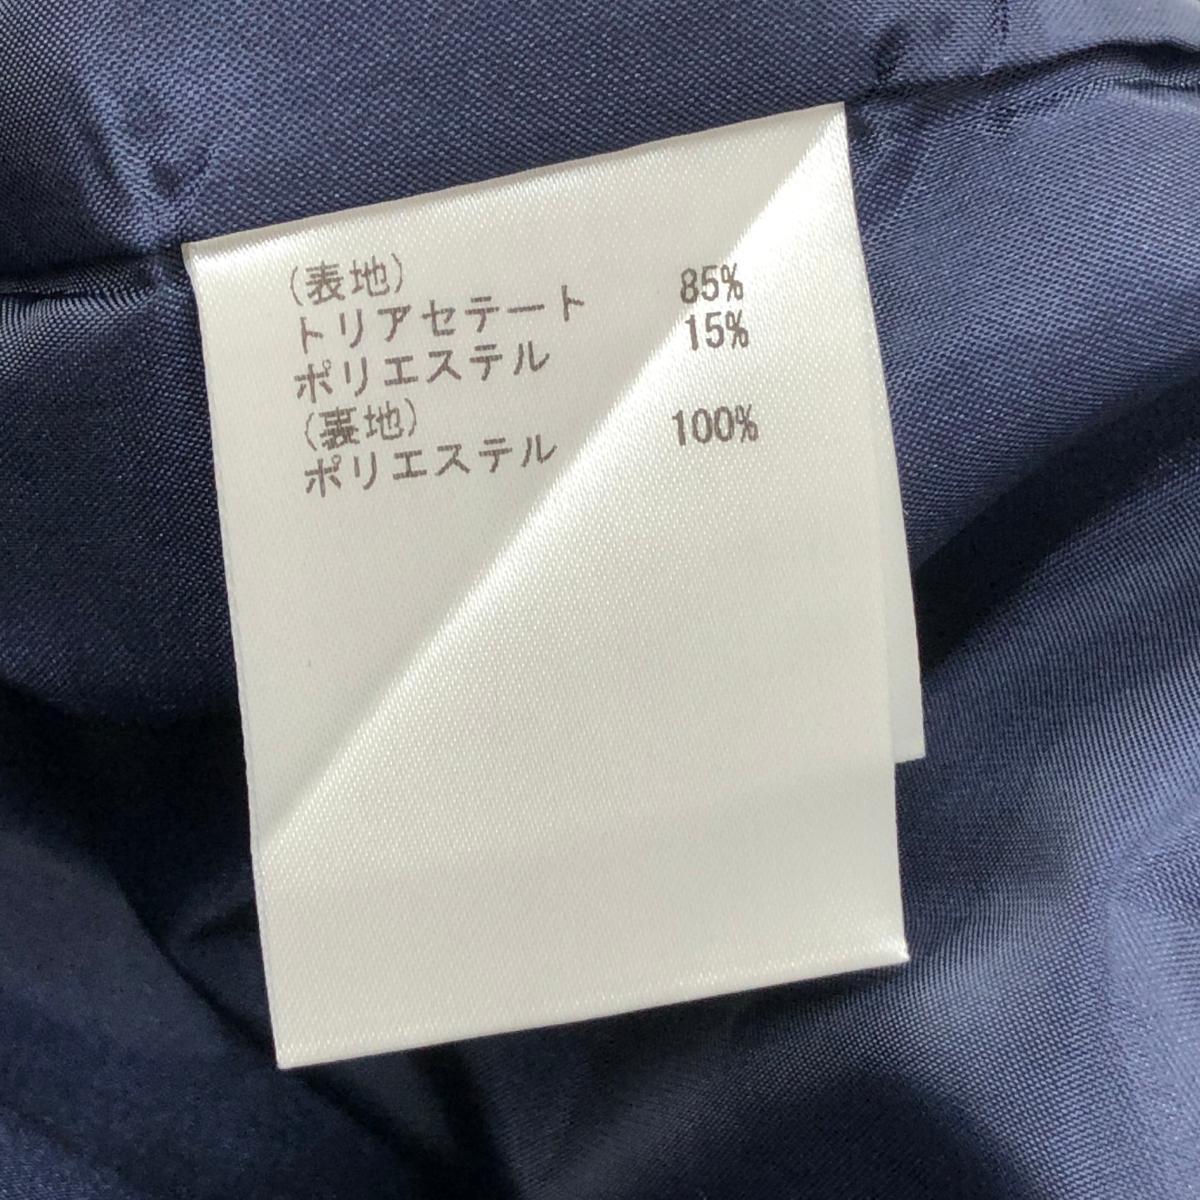 (表地)
トリアセテート 85%
ポリエステル 15%
(裏地)
ポリエステル 100%